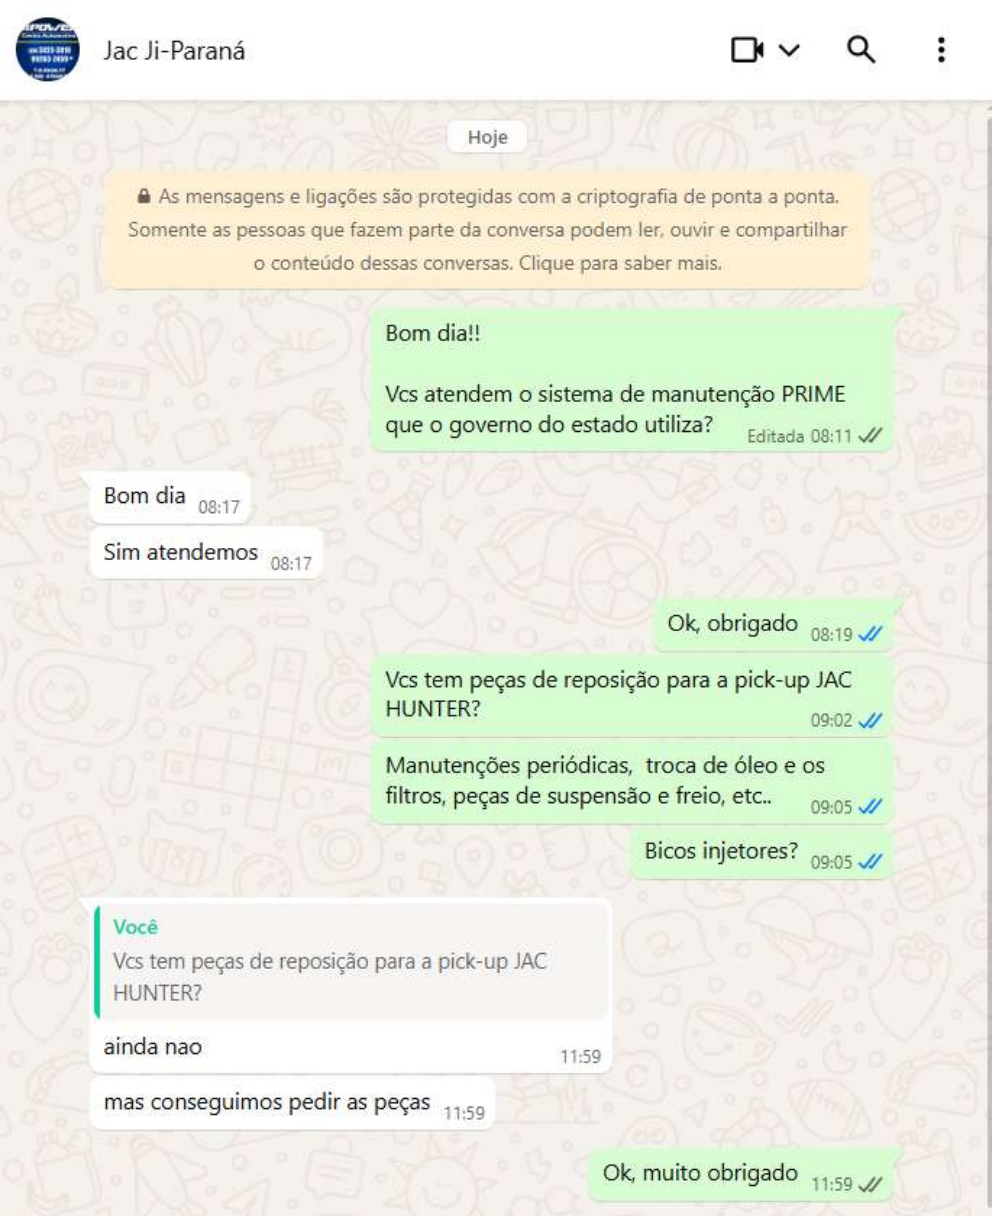 Jac Ji-Paraná
Hoje
As mensagens e ligações são protegidas com a criptografia de ponta a ponta.
Somente as pessoas que fazem parte da conversa podem ler, ouvir e compartilhar
o conteúdo dessas conversas. Clique para saber mais.
Bom dia!!
Vcs atendem o sistema de manutenção PRIME
que o governo do estado utiliza?
Editada 08:11
Bom dia 08:17
Sim atendemos 08:17
Ok, obrigado 08:19
Vcs tem peças de reposição para a pick-up JAC
HUNTER?
09:02
Manutenções periódicas, troca de óleo e os
filtros, peças de suspensão e freio, etc..
09:05
Bicos injetores? 09:05
Você
Vcs tem peças de reposição para a pick-up JAC
HUNTER?
ainda nao
11:59
mas conseguimos pedir as peças 11:59
Ok, muito obrigado 11:59